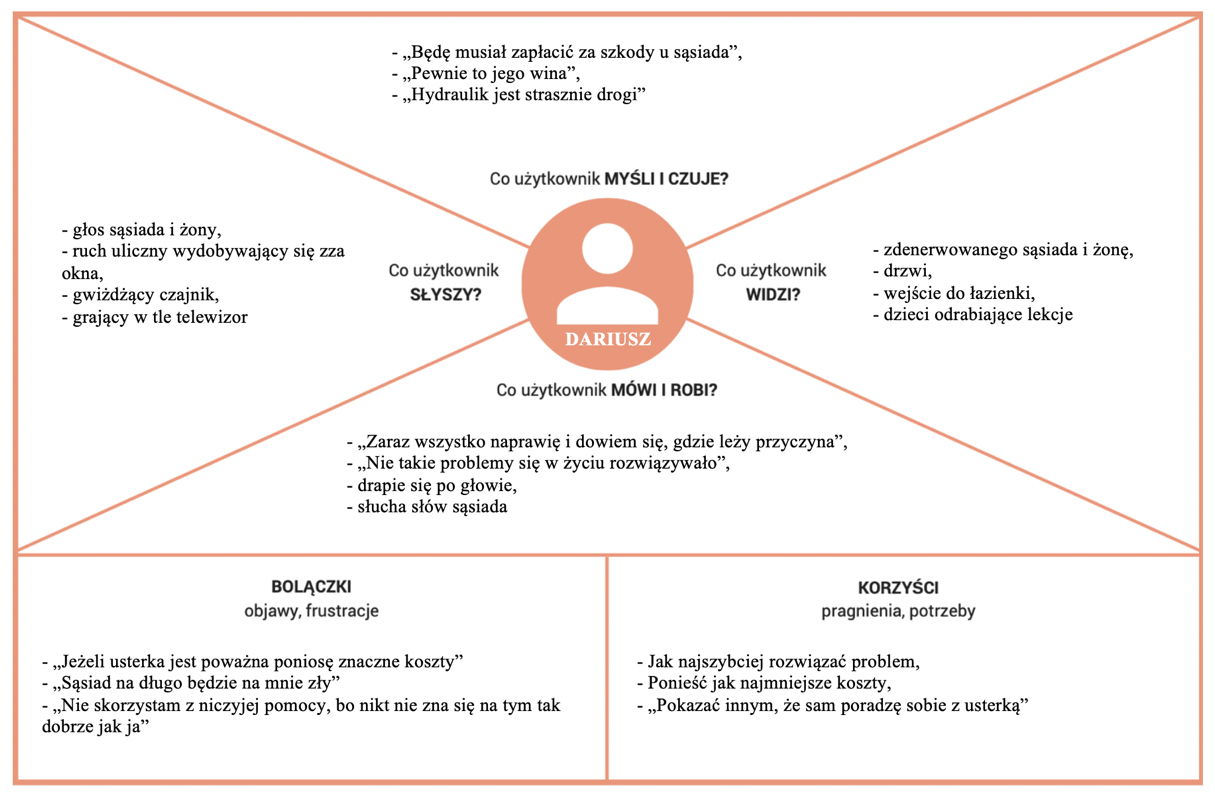 - „Będę musiał zapłacić za szkody u sąsiada”,
- „Pewnie to jego wina”,
- „Hydraulik jest strasznie drogi”
Co użytkownik MYŚLI I CZUJE?
- głos sąsiada i żony,
- ruch uliczny wydobywający się zza
okna,
- gwiżdżący czajnik,
- grający w tle telewizor
Co użytkownik
SŁYSZY?
DARIUSZ
Co użytkownik
WIDZI?
- zdenerwowanego sąsiada i żonę,
- drzwi,
- wejście do łazienki,
- dzieci odrabiające lekcje
Co użytkownik MÓWI I ROBI?
- „Zaraz wszystko naprawię i dowiem się, gdzie leży przyczyna”,
- „Nie takie problemy się w życiu rozwiązywało”,
- drapie się po głowie,
- słucha słów sąsiada
BOLĄCZKI
objawy, frustracje
- „Jeżeli usterka jest poważna poniosę znaczne koszty”
- „Sąsiad na długo będzie na mnie zły”
- „Nie skorzystam z niczyjej pomocy, bo nikt nie zna się na tym tak
dobrze jak ja”
KORZYŚCI
pragnienia, potrzeby
- Jak najszybciej rozwiązać problem,
- Ponieść jak najmniejsze koszty,
- „Pokazać innym, że sam poradzę sobie z usterką”